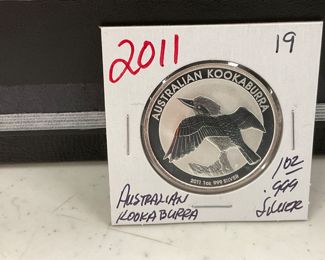 2011
19
AUSTRALIAN KOOKABURRA
2011 1oz 999 SILVER
AUSTRALIAN
KOOKABURRA
1oz
.999
SILVER